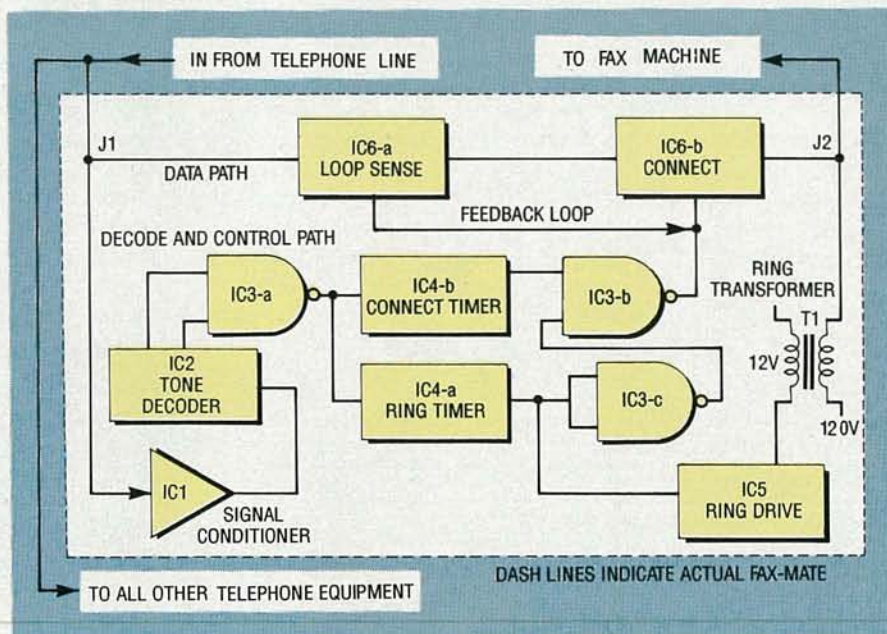 IN FROM TELEPHONE LINE
TO FAX MACHINE
J1
IC6-a
LOOP SENSE
IC6-b
CONNECT
J2
DATA PATH
FEEDBACK LOOP
DECODE AND CONTROL PATH
IC3-a
IC4-b
CONNECT TIMER
IC3-b
RING
TRANSFORMER
T1
12V
120V
IC2
TONE
DECODER
IC4-a
RING TIMER
IC3-c
IC1
SIGNAL
CONDITIONER
IC5
RING DRIVE
DASH LINES INDICATE ACTUAL FAX-MATE
TO ALL OTHER TELEPHONE EQUIPMENT